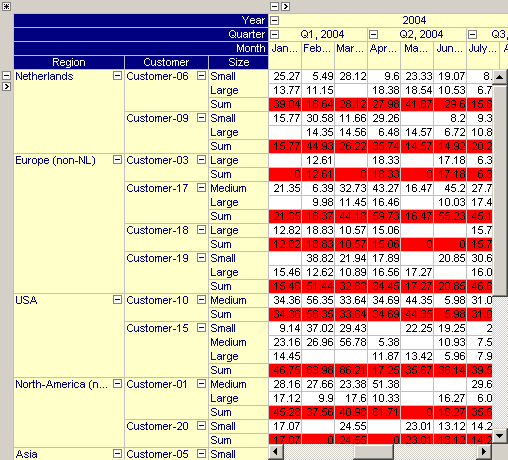 Year 2004
Quarter Q1, 2004 Q2, 2004 Q3,
Month Jan... Feb... Mar... Apr... Ma... Jun... July...
Region Customer Size
Netherlands Customer-06 Small 25.27 5.49 28.12 9.6 23.33 19.07 8.
Large 13.77 11.15 18.38 18.54 10.53 6.7
Sum 39.04 16.64 28.12 27.98 41.87 29.6 15.
Customer-09 Small 15.77 30.58 11.66 29.26 8.2 9.3
Large 14.35 14.56 6.48 14.57 6.72 10.8
Sum 15.77 44.93 26.22 35.74 14.57 14.92 20.2
Europe (non-NL) Customer-03 Large 12.61 18.33 17.18 6.3
Sum 0 12.61 0 18.33 0 17.18 6.3
Customer-17 Medium 21.35 6.39 32.73 43.27 16.47 45.2 27.7
Large 9.98 11.45 16.46 10.03 17.4
Sum 21.35 16.37 44.18 59.73 16.47 55.23 45.1
Customer-18 Large 12.82 18.83 10.57 15.06 15.7
Sum 12.82 18.83 10.57 15.06 0 0 15.7
Customer-19 Small 38.82 21.94 17.89 20.85 30.6
Large 15.46 12.62 10.89 16.56 17.27 16.0
Sum 15.46 51.44 32.83 34.45 17.27 20.85 46.6
USA Customer-10 Medium 34.36 56.35 33.64 34.69 44.35 5.98 31.0
Sum 34.36 56.35 33.64 34.69 44.35 5.98 31.0
Customer-15 Small 9.14 37.02 29.43 22.25 19.25 2
Medium 23.16 26.96 56.78 5.38 10.93 7.5
Large 14.45 11.87 13.42 5.96 7.9
Sum 46.75 63.98 86.21 17.25 35.67 36.14 39.5
North-America (n... Customer-01 Medium 28.16 27.66 23.38 51.38 29.6
Large 17.12 9.9 17.6 10.33 16.27 6.0
Sum 45.28 37.56 40.98 61.71 0 16.27 35.6
Customer-20 Small 17.07 24.55 23.01 13.12 14.2
Sum 17.07 0 24.55 0 23.01 13.12 14.2
Asia Customer-05 Small